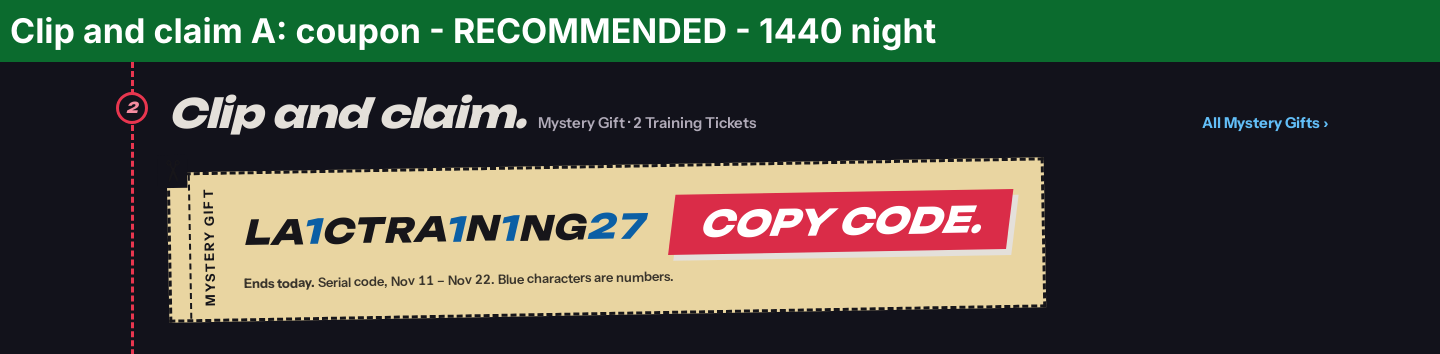 Clip and claim A: coupon - RECOMMENDED - 1440 night
2
Clip and claim. Mystery Gift · 2 Training Tickets
All Mystery Gifts ›
MYSTERY GIFT
LA1CTRA1N1NG27
COPY CODE.
Ends today. Serial code, Nov 11 – Nov 22. Blue characters are numbers.